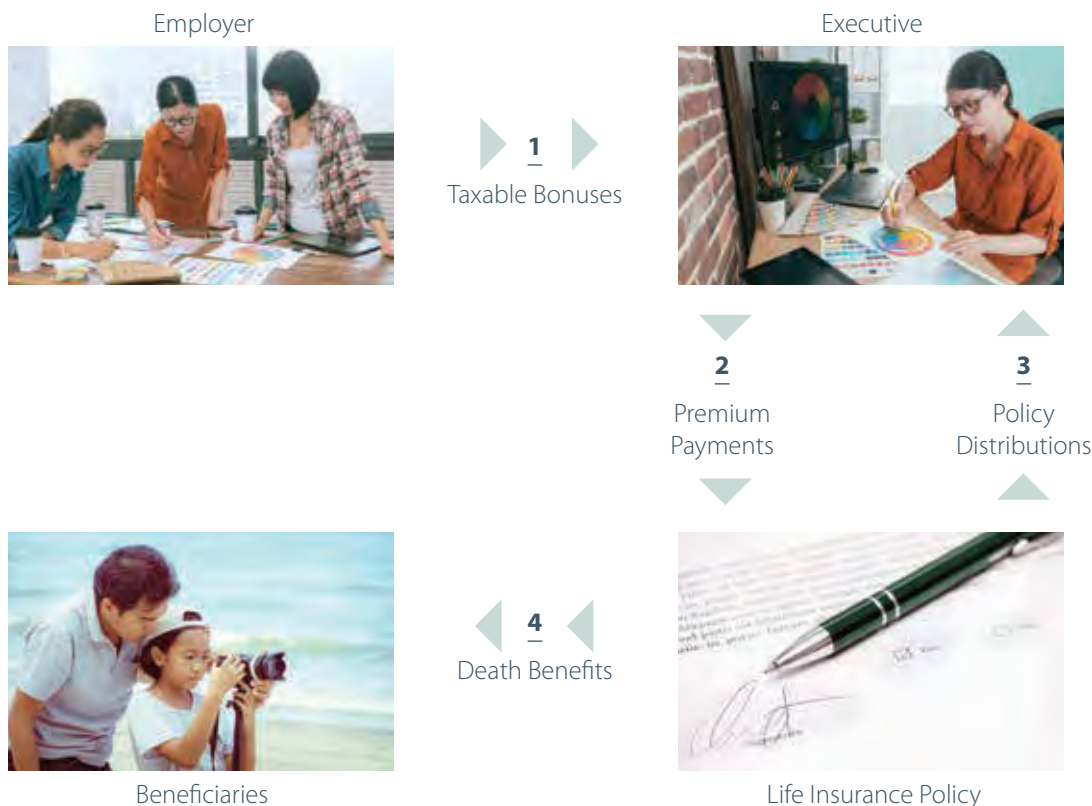 Employer
Executive
1
Taxable Bonuses
2
Premium
Payments
3
Policy
Distributions
4
Death Benefits
Beneficiaries
Life Insurance Policy